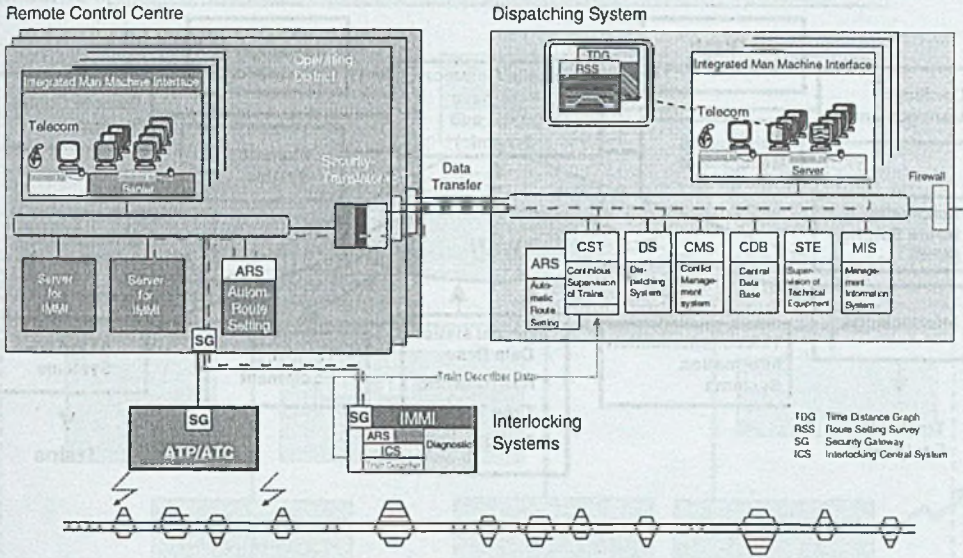 Remote Control Centre
Operating
District
Integrated Man Machine Interface
Telecom
Server
Security-
Translator
Server
for
IMMI
Server
for
IMMI
ARS
Autom.
Route
Setting
SG
Data
Transfer
Dispatching System
TDG
RSS
Integrated Man Machine Interface
Telecom
Server
Firewall
ARS
Auto-
matic
Route
Setting
CST
Continious
Supervision
of Trains
DS
Dis-
patching
System
CMS
Conflict
Manage-
ment
system
CDB
Central
Data
Base
STE
Super-
vision of
Technical
Equipment
MIS
Manage-
ment
Information
System
Train Describer Data
SG
ATP/ATC
SG
IMMI
ARS
ICS
Train Describer
Diagnostic
Interlocking
Systems
TDG Time Distance Graph
RSS Route Setting Survey
SG Security Gateway
ICS Interlocking Central System